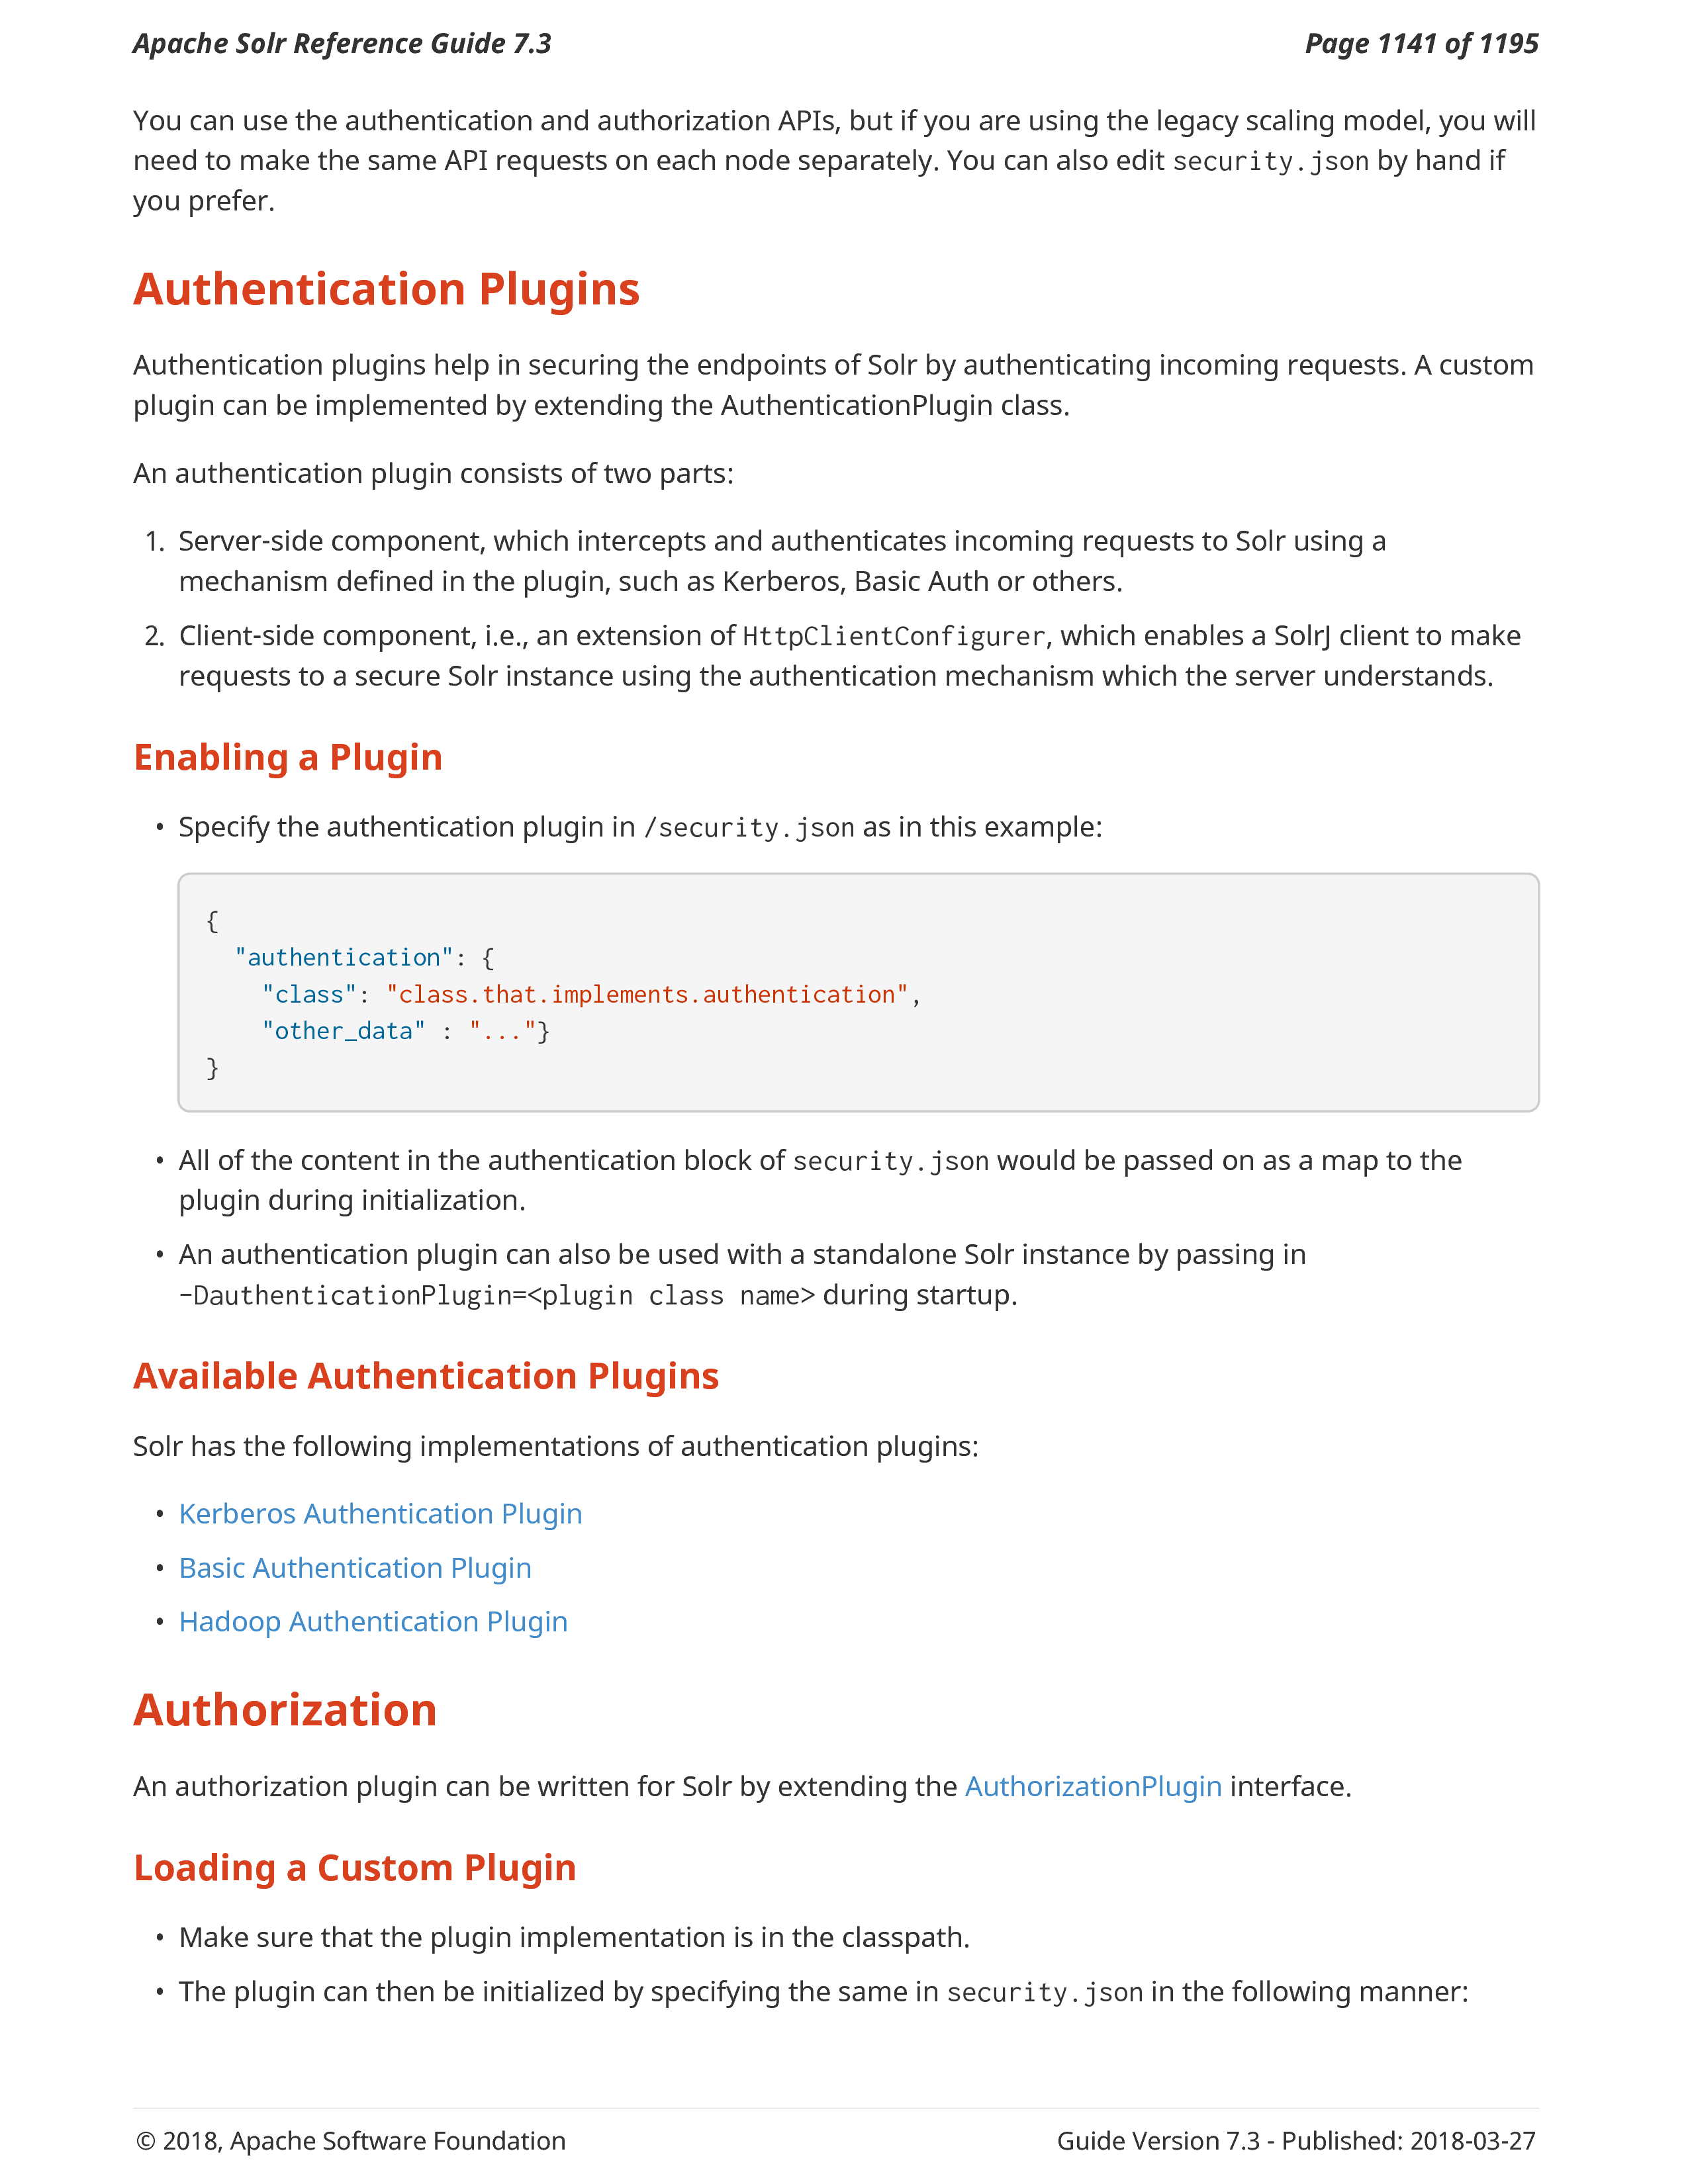 Apache Solr Reference Guide 7.3 Page 1141 of 1195
You can use the authentication and authorization APIs, but if you are using the legacy scaling model, you will
need to make the same API requests on each node separately. You can also edit security.json by hand if
you prefer.
Authentication Plugins
Authentication plugins help in securing the endpoints of Solr by authenticating incoming requests. A custom
plugin can be implemented by extending the AuthenticationPlugin class.
An authentication plugin consists of two parts:
1. Server-side component, which intercepts and authenticates incoming requests to Solr using a
mechanism defined in the plugin, such as Kerberos, Basic Auth or others.
2. Client-side component, i.e., an extension of HttpClientConfigurer, which enables a SolrJ client to make
requests to a secure Solr instance using the authentication mechanism which the server understands.
Enabling a Plugin
• Specify the authentication plugin in /security.json as in this example:
{
  "authentication": {
    "class": "class.that.implements.authentication",
    "other_data" : "..."}
}
• All of the content in the authentication block of security.json would be passed on as a map to the
plugin during initialization.
• An authentication plugin can also be used with a standalone Solr instance by passing in
-DauthenticationPlugin=<plugin class name> during startup.
Available Authentication Plugins
Solr has the following implementations of authentication plugins:
• Kerberos Authentication Plugin
• Basic Authentication Plugin
• Hadoop Authentication Plugin
Authorization
An authorization plugin can be written for Solr by extending the AuthorizationPlugin interface.
Loading a Custom Plugin
• Make sure that the plugin implementation is in the classpath.
• The plugin can then be initialized by specifying the same in security.json in the following manner:
© 2018, Apache Software Foundation Guide Version 7.3 - Published: 2018-03-27